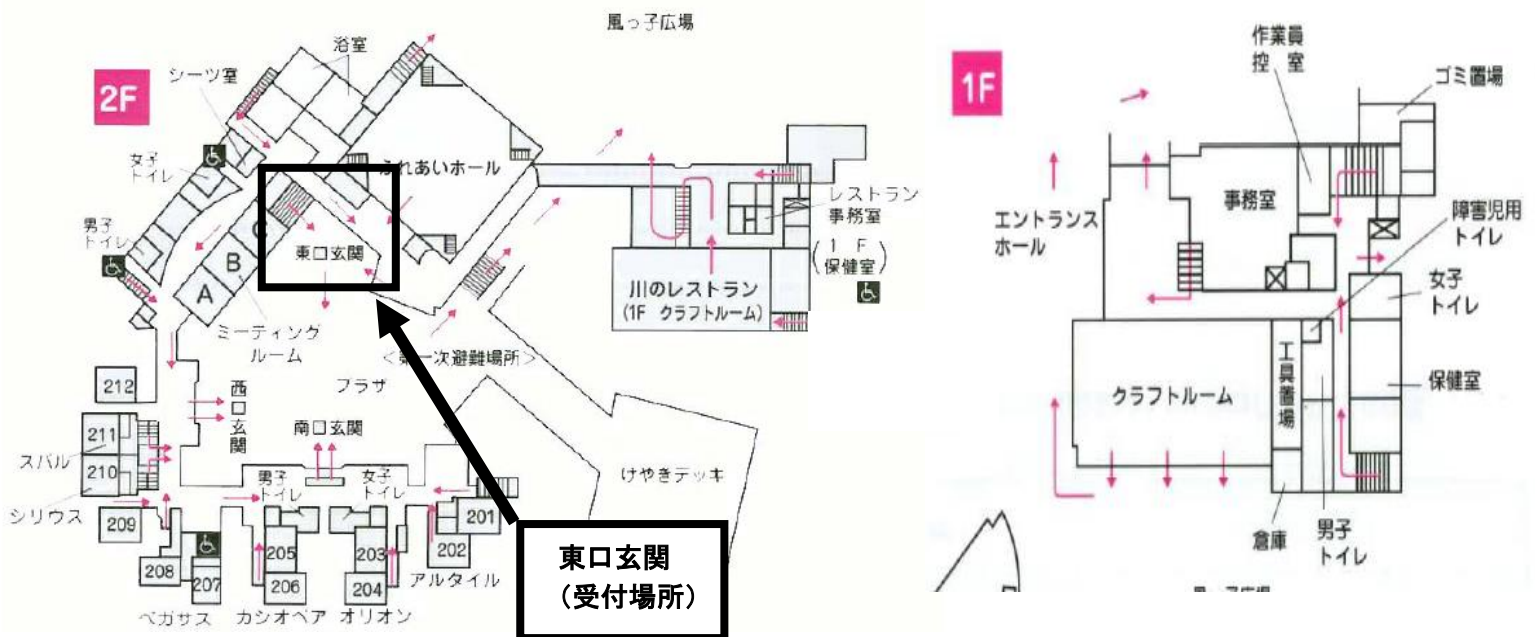 風っ子広場
浴室
シーツ室
2F
女子
トイレ
ふれあいホール
男子
トイレ
C
B
A
東口玄関
ミーティング
ルーム
レストラン
事務室
(1F
保健室)
川のレストラン
(1F クラフトルーム)
<第一次避難場所>
プラザ
212
西口玄関
南口玄関
211
スバル
210
シリウス
209
208
207
ペガサス
男子
トイレ
女子
トイレ
205
206
カシオペア
203
204
オリオン
201
202
アルタイル
けやきデッキ
東口玄関
(受付場所)
1F
作業員
控室
ゴミ置場
事務室
エントランス
ホール
障害児用
トイレ
女子
トイレ
クラフトルーム
工具置場
保健室
倉庫
男子
トイレ